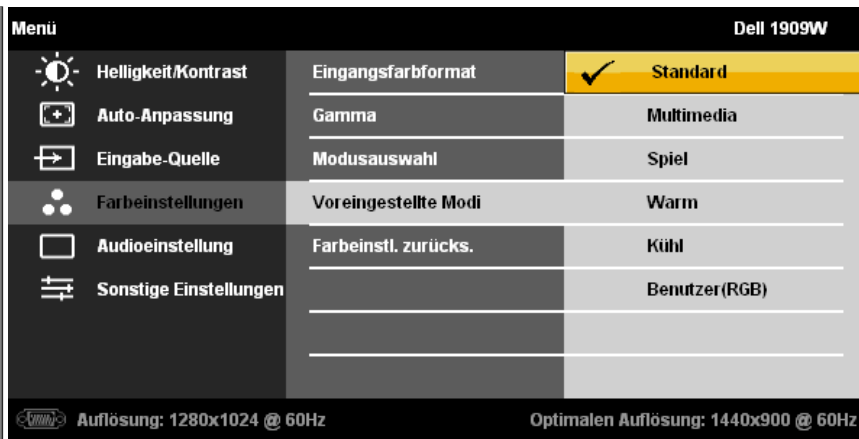 Menü Dell 1909W
Helligkeit/Kontrast Eingangsfarbformat Standard
Auto-Anpassung Gamma Multimedia
Eingabe-Quelle Modusauswahl Spiel
Farbeinstellungen Voreingestellte Modi Warm
Audioeinstellung Farbeinstl. zurücks. Kühl
Sonstige Einstellungen Benutzer(RGB)
Auflösung: 1280x1024 @ 60Hz Optimalen Auflösung: 1440x900 @ 60Hz